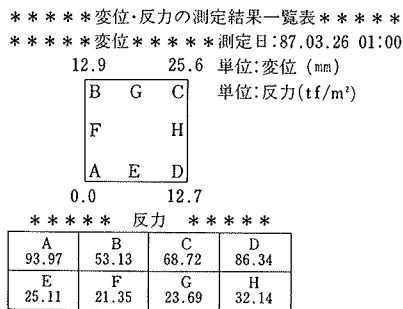 *****変位・反力の測定結果一覧表*****
*****変位*****測定日:87.03.26 01:00
12.9 25.6 単位:変位 (mm)
B G C 単位:反力(tf/m²)
F H
A E D
0.0 12.7
***** 反力 *****
A B C D
93.97 53.13 68.72 86.34
E F G H
25.11 21.35 23.69 32.14